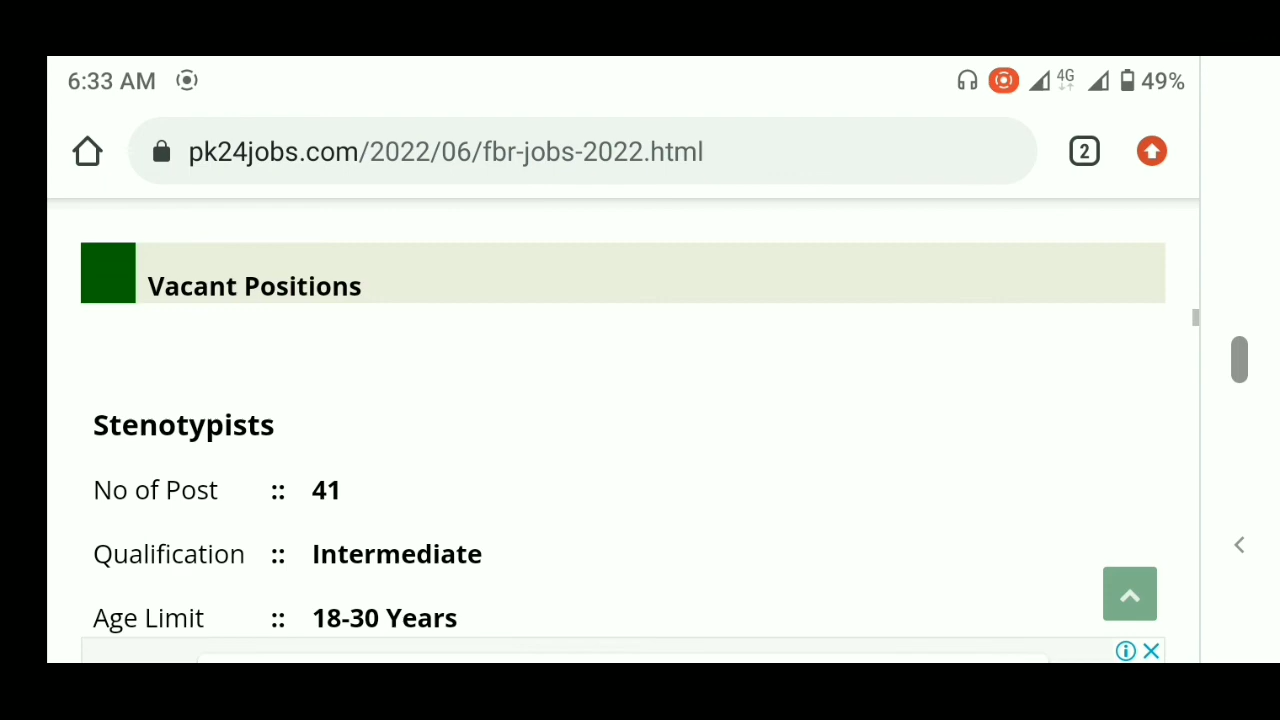 6:33 AM 4G 49%
pk24jobs.com/2022/06/fbr-jobs-2022.html 2
Vacant Positions
Stenotypists
No of Post :: 41
Qualification :: Intermediate
Age Limit :: 18-30 Years